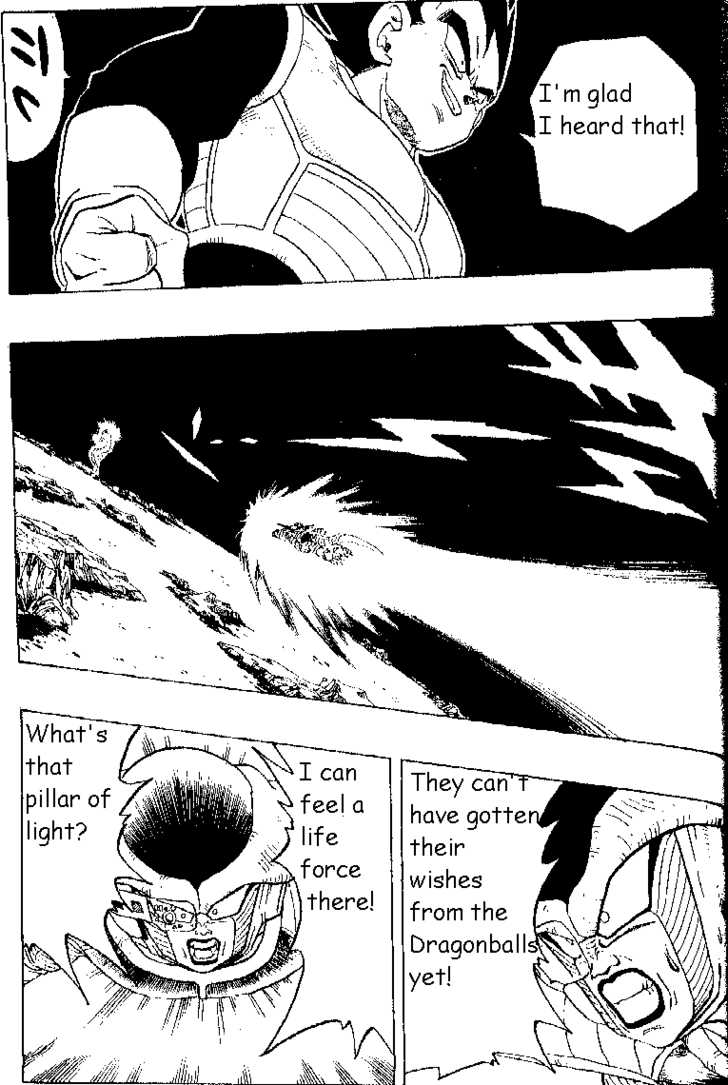 I'm glad
I heard that!
What's
that
pillar of
light?
I can
feel a
life
force
there!
They can't
have gotten
their
wishes
from the
Dragonballs
yet!